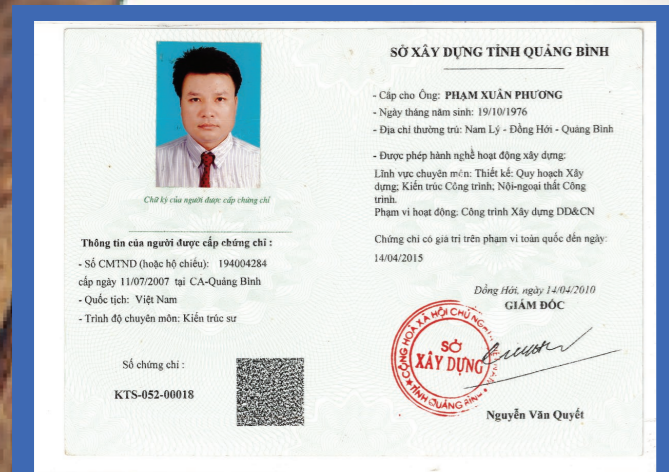 Chữ ký của người được cấp chứng chỉ
Thông tin của người được cấp chứng chỉ :
- Số CMTND (hoặc hộ chiếu): 194004284
cấp ngày 11/07/2007 tại CA-Quảng Bình
- Quốc tịch: Việt Nam
- Trình độ chuyên môn: Kiến trúc sư
Số chứng chỉ :
KTS-052-00018
SỞ XÂY DỰNG TỈNH QUẢNG BÌNH
- Cấp cho Ông: PHẠM XUÂN PHƯƠNG
- Ngày tháng năm sinh: 19/10/1976
- Địa chỉ thường trú: Nam Lý - Đồng Hới - Quảng Bình
- Được phép hành nghề hoạt động xây dựng:
Lĩnh vực chuyên môn: Thiết kế: Quy hoạch Xây
dựng; Kiến trúc Công trình; Nội-ngoại thất Công
trình.
Phạm vi hoạt động: Công trình Xây dựng DD&CN
Chứng chỉ có giá trị trên phạm vi toàn quốc đến ngày:
14/04/2015
Đồng Hới, ngày 14/04/2010
GIÁM ĐỐC
CỘNG HOÀ XÃ HỘI CHỦ NGHĨA
SỞ
XÂY DỰNG
TỈNH QUẢNG BÌNH
Nguyễn Văn Quyết